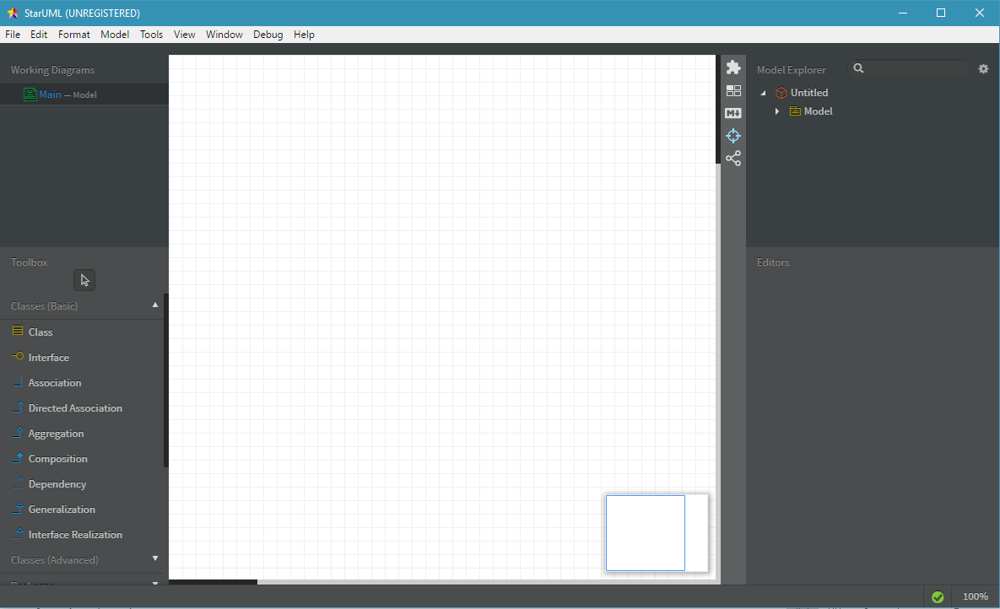 StarUML (UNREGISTERED)
File Edit Format Model Tools View Window Debug Help
Working Diagrams
Main — Model
Toolbox
Classes (Basic)
Class
Interface
Association
Directed Association
Aggregation
Composition
Dependency
Generalization
Interface Realization
Classes (Advanced)
M
Model Explorer
Untitled
Model
Editors
100%